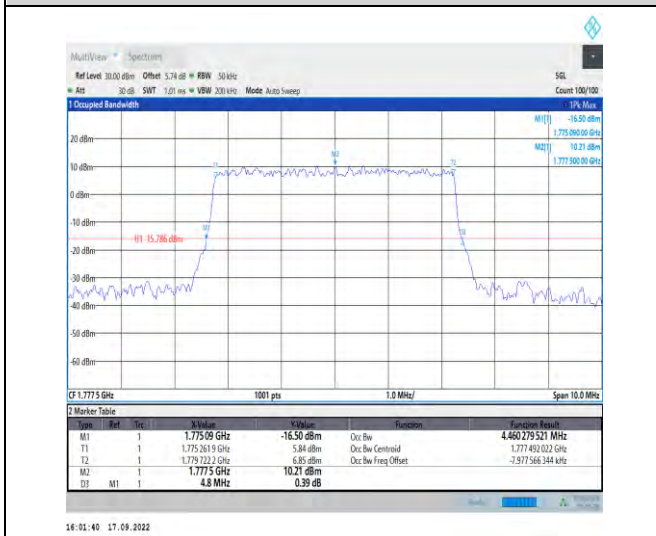 MultiView Spectrum
Ref Level 30.00 dBm Offset 5.74 dB RBW 50 kHz SGL
Att 30 dB SWT 1.01 ms VBW 200 kHz Mode Auto Sweep Count 100/100
1 Occupied Bandwidth 1Pk Max
M1[1] -16.50 dBm
1.775 090 00 GHz
M2[1] 10.21 dBm
1.777 500 00 GHz
20 dBm
M2
T1 T2
10 dBm
0 dBm
-10 dBm
M1
H1 -15.786 dBm
-20 dBm
-30 dBm
-40 dBm
-50 dBm
-60 dBm
CF 1.777 5 GHz 1001 pts 1.0 MHz/ Span 10.0 MHz
2 Marker Table
Type Ref Trc X-Value Y-Value Function Function Result
M1 1 1.775 09 GHz -16.50 dBm Occ Bw 4.460 279 521 MHz
T1 1 1.775 261 9 GHz 5.84 dBm Occ Bw Centroid 1.777 492 022 GHz
T2 1 1.779 722 2 GHz 6.85 dBm Occ Bw Freq Offset -7.977 566 344 kHz
M2 1 1.777 5 GHz 10.21 dBm
D3 M1 1 4.8 MHz 0.39 dB
16:01:40 17.09.2022